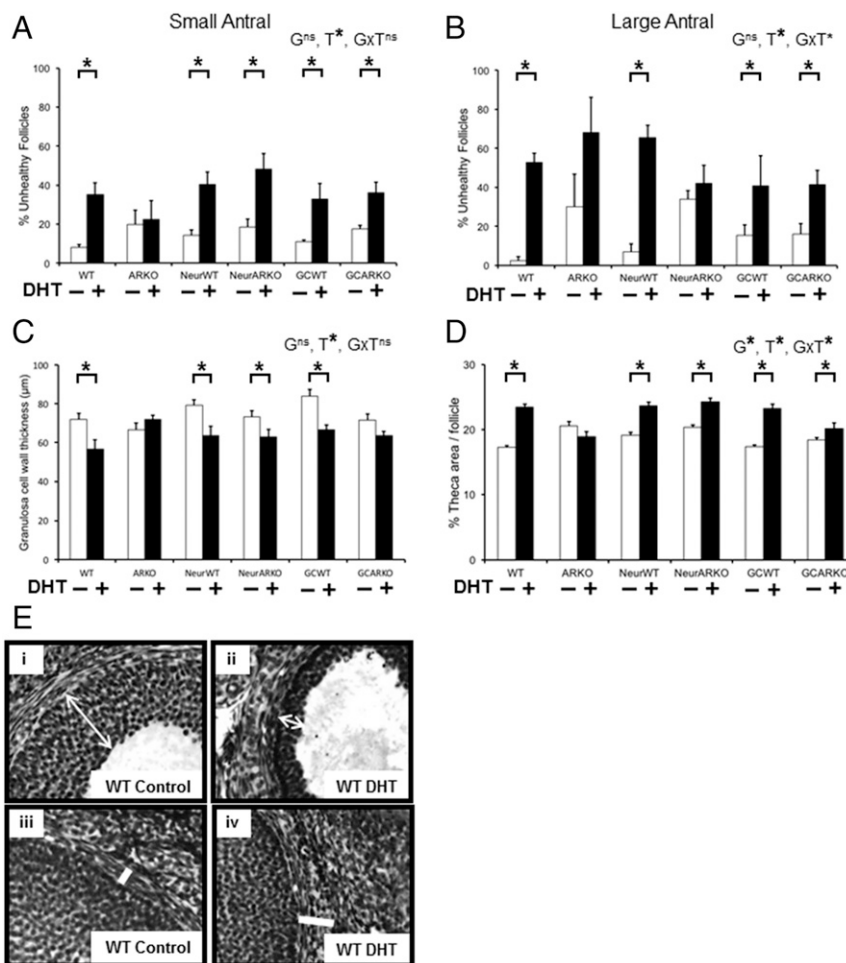 A
Small Antral
Gⁿˢ, T*, GxTⁿˢ
% Unhealthy Follicles
100
80
60
40
20
0
* * * * *
WT ARKO NeurWT NeurARKO GCWT GCARKO
DHT − + − + − + − + − + − +
B
Large Antral
Gⁿˢ, T*, GxT*
% Unhealthy Follicles
100
80
60
40
20
0
* * * *
WT ARKO NeurWT NeurARKO GCWT GCARKO
DHT − + − + − + − + − + − +
C
Gⁿˢ, T*, GxTⁿˢ
Granulosa cell wall thickness (µm)
100
80
60
40
20
0
* * * *
WT ARKO NeurWT NeurARKO GCWT GCARKO
DHT − + − + − + − + − + − +
D
G*, T*, GxT*
% Theca area / follicle
30
20
10
0
* * * * *
WT ARKO NeurWT NeurARKO GCWT GCARKO
DHT − + − + − + − + − + − +
E
i
WT Control
ii
WT DHT
iii
WT Control
iv
WT DHT